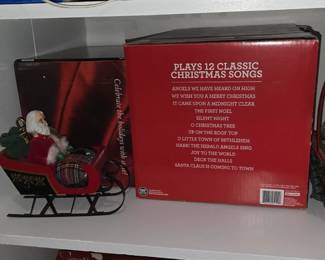 PLAYS 12 CLASSIC
CHRISTMAS SONGS
ANGELS WE HAVE HEARD ON HIGH
WE WISH YOU A MERRY CHRISTMAS
IT CAME UPON A MIDNIGHT CLEAR
THE FIRST NOEL
SILENT NIGHT
O CHRISTMAS TREE
UP ON THE ROOF TOP
O LITTLE TOWN OF BETHLEHEM
HARK! THE HERALD ANGELS SING
JOY TO THE WORLD
DECK THE HALLS
SANTA CLAUS IS COMING TO TOWN
Celebrate the holidays with a